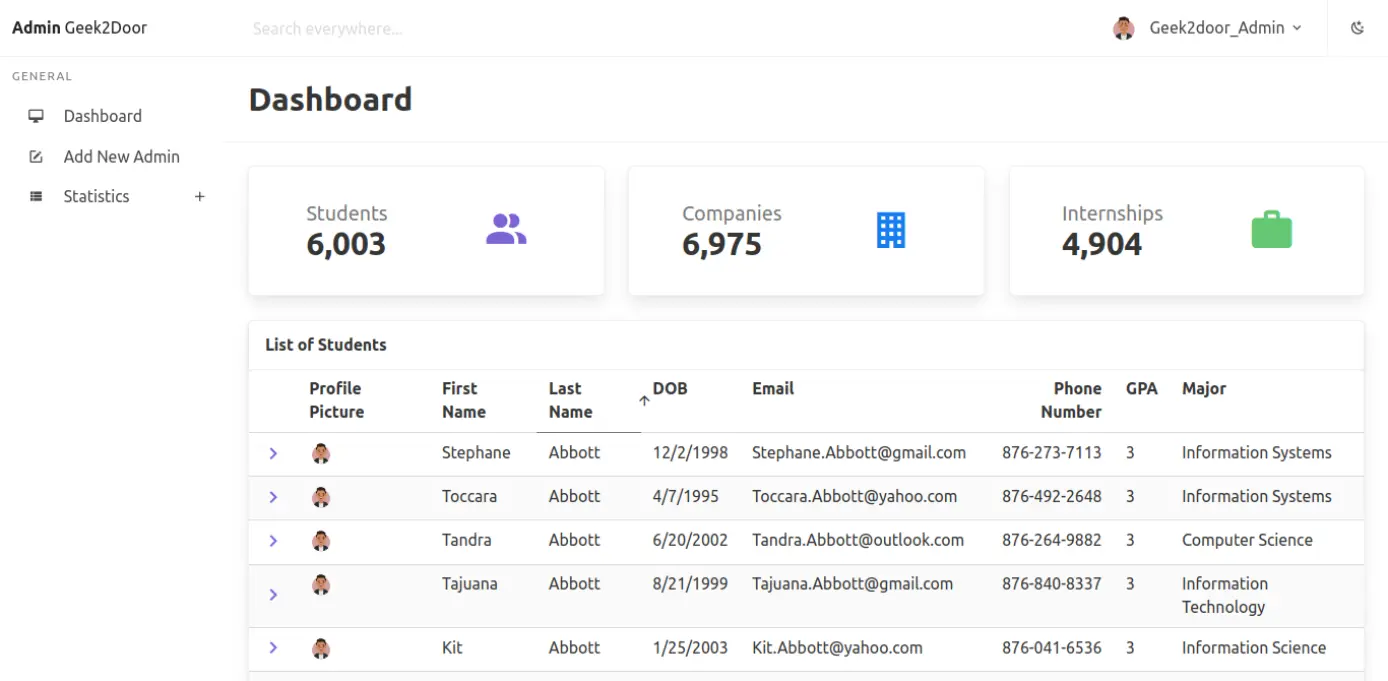 Admin Geek2Door
Search everywhere...
Geek2door_Admin
GENERAL
Dashboard
Add New Admin
Statistics
Dashboard
Students
6,003
Companies
6,975
Internships
4,904
List of Students
Profile Picture First Name Last Name DOB Email Phone Number GPA Major
Stephane Abbott 12/2/1998 Stephane.Abbott@gmail.com 876-273-7113 3 Information Systems
Toccara Abbott 4/7/1995 Toccara.Abbott@yahoo.com 876-492-2648 3 Information Systems
Tandra Abbott 6/20/2002 Tandra.Abbott@outlook.com 876-264-9882 3 Computer Science
Tajuana Abbott 8/21/1999 Tajuana.Abbott@gmail.com 876-840-8337 3 Information
Technology
Kit Abbott 1/25/2003 Kit.Abbott@yahoo.com 876-041-6536 3 Information Science